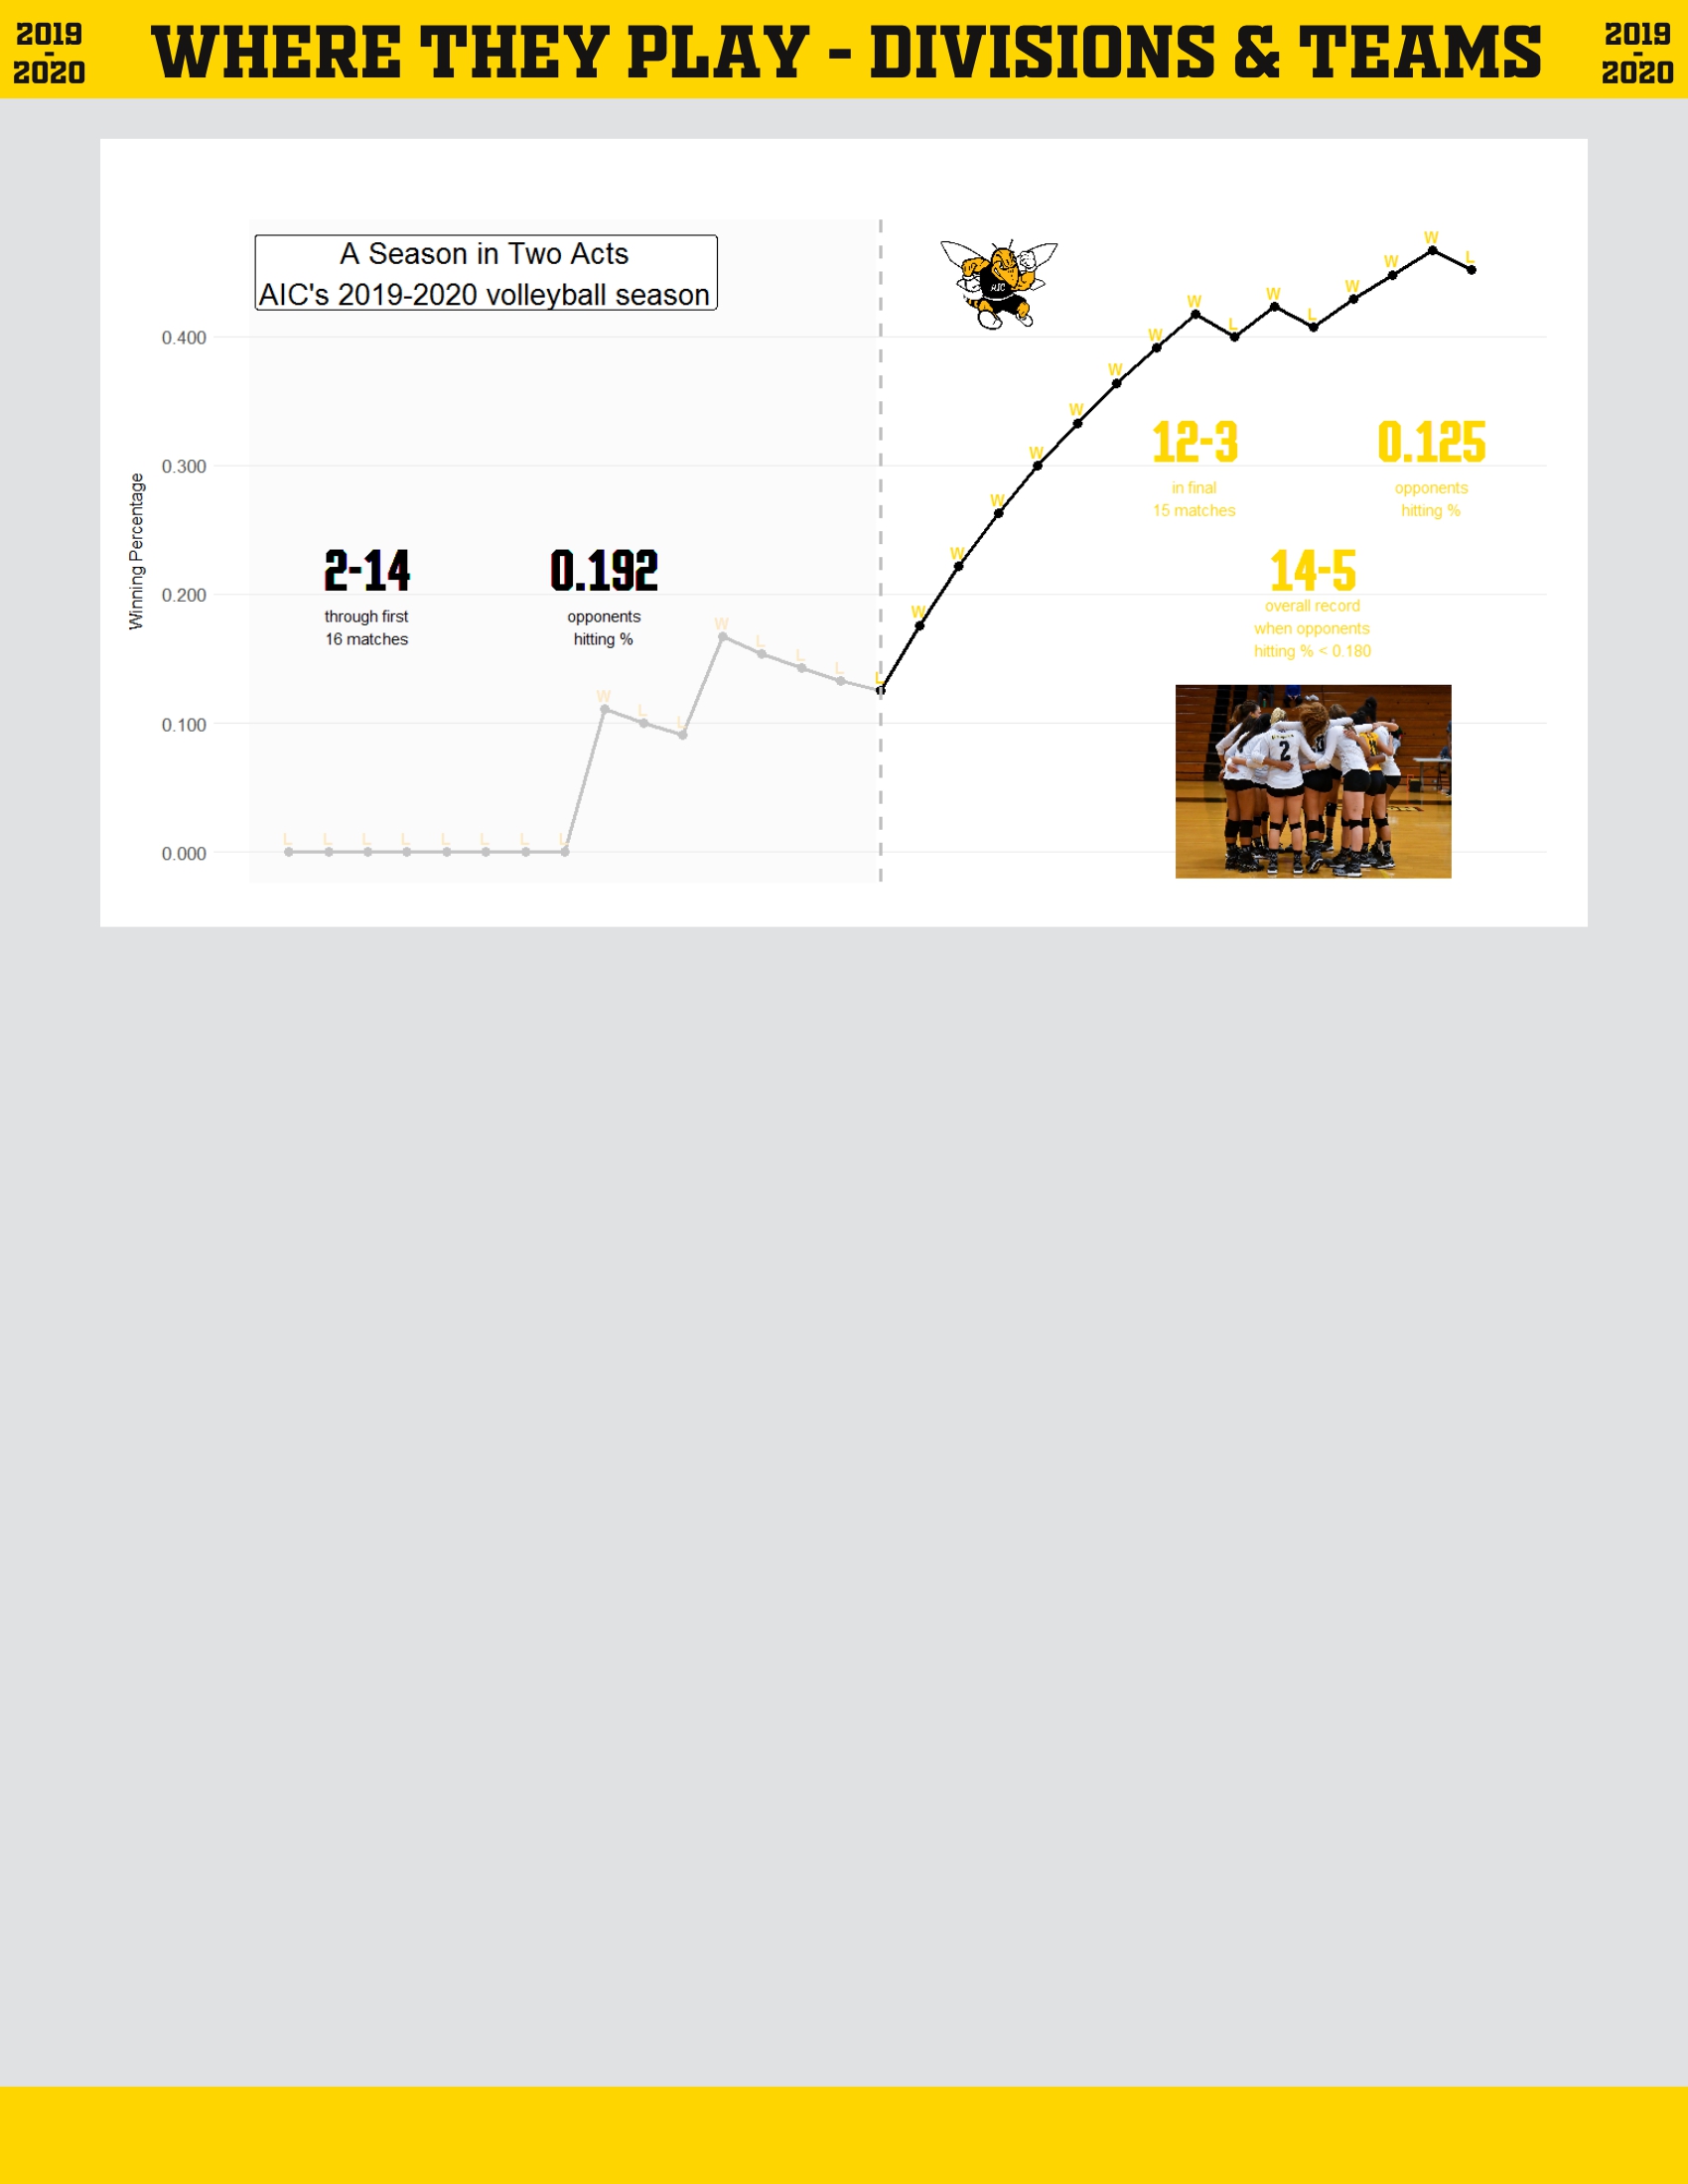 2019
-
2020
WHERE THEY PLAY - DIVISIONS & TEAMS
2019
-
2020
A Season in Two Acts
AIC's 2019-2020 volleyball season
AIC
Winning Percentage
0.400
0.300
0.200
0.100
0.000
2-14
through first
16 matches
0.192
opponents
hitting %
12-3
in final
15 matches
0.125
opponents
hitting %
14-5
overall record
when opponents
hitting % < 0.180
L L L L L L L L W L L W L L L L W W W W W W W W L W L W W W L
2